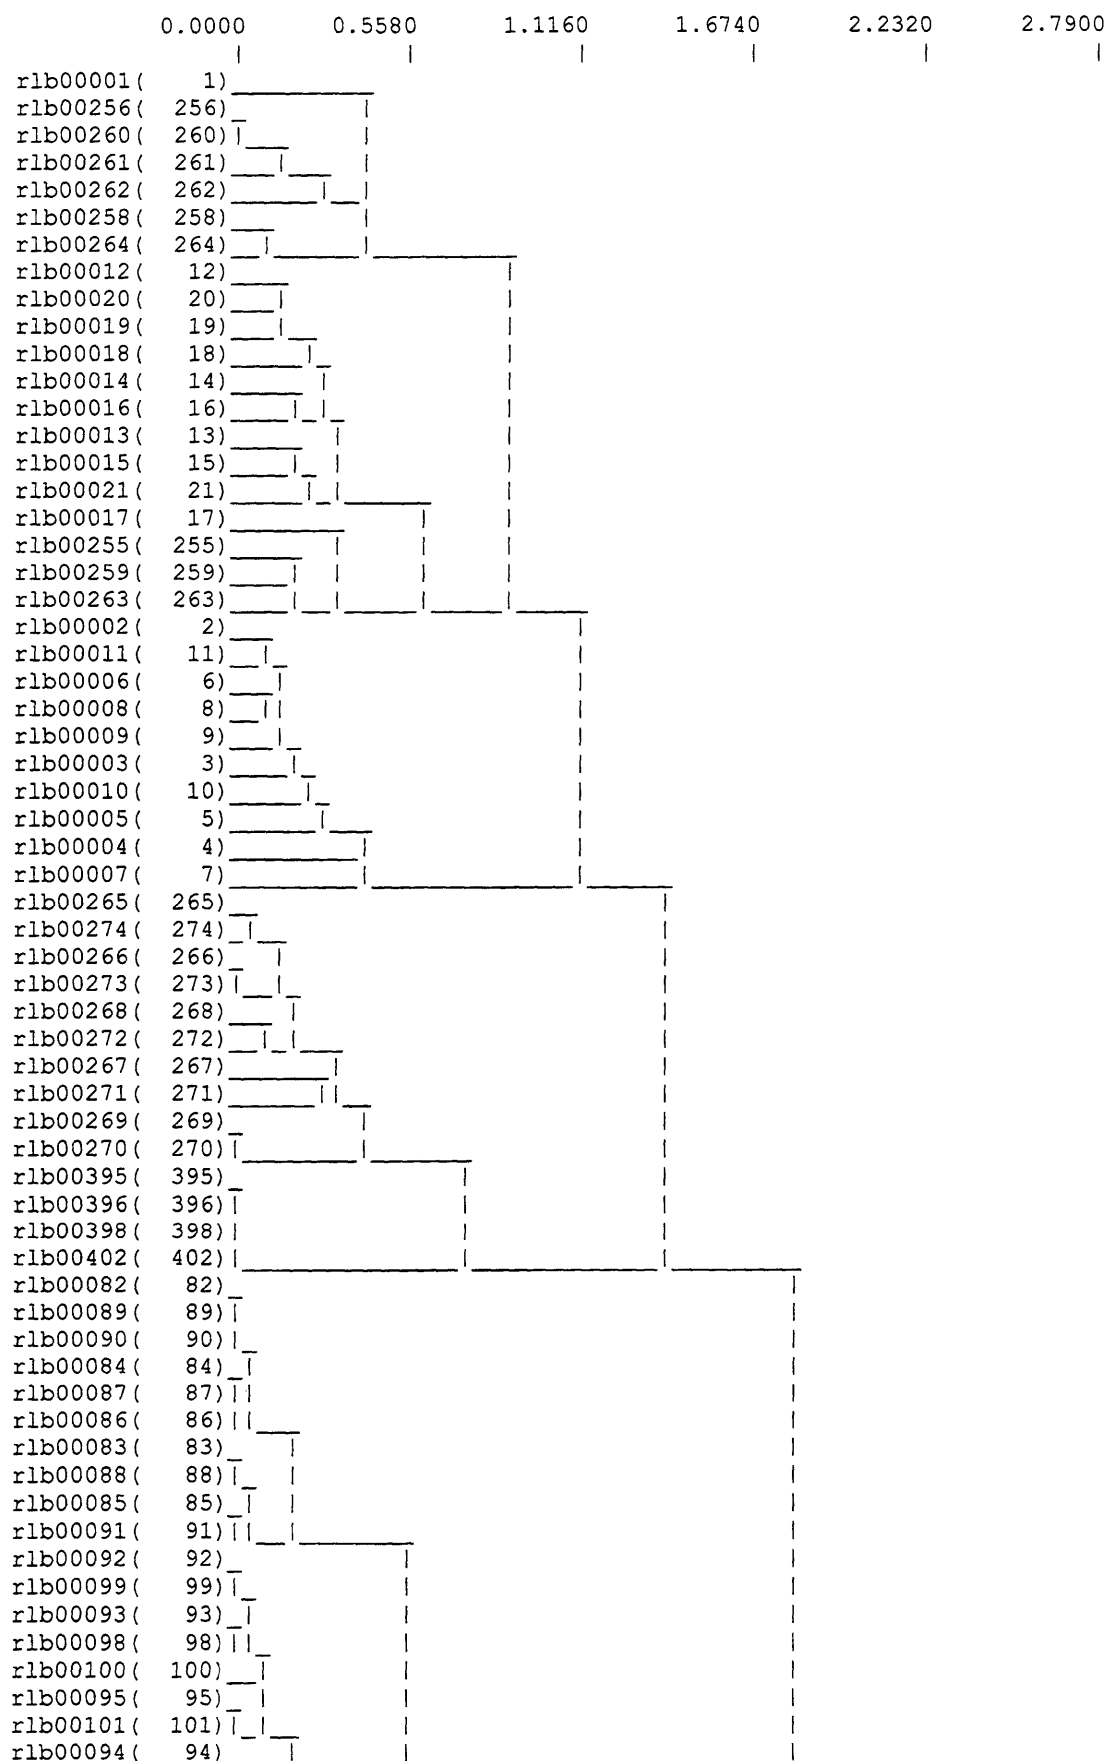 0.0000 0.5580 1.1160 1.6740 2.2320 2.7900
rlb00001( 1)
rlb00256( 256)
rlb00260( 260)
rlb00261( 261)
rlb00262( 262)
rlb00258( 258)
rlb00264( 264)
rlb00012( 12)
rlb00020( 20)
rlb00019( 19)
rlb00018( 18)
rlb00014( 14)
rlb00016( 16)
rlb00013( 13)
rlb00015( 15)
rlb00021( 21)
rlb00017( 17)
rlb00255( 255)
rlb00259( 259)
rlb00263( 263)
rlb00002( 2)
rlb00011( 11)
rlb00006( 6)
rlb00008( 8)
rlb00009( 9)
rlb00003( 3)
rlb00010( 10)
rlb00005( 5)
rlb00004( 4)
rlb00007( 7)
rlb00265( 265)
rlb00274( 274)
rlb00266( 266)
rlb00273( 273)
rlb00268( 268)
rlb00272( 272)
rlb00267( 267)
rlb00271( 271)
rlb00269( 269)
rlb00270( 270)
rlb00395( 395)
rlb00396( 396)
rlb00398( 398)
rlb00402( 402)
rlb00082( 82)
rlb00089( 89)
rlb00090( 90)
rlb00084( 84)
rlb00087( 87)
rlb00086( 86)
rlb00083( 83)
rlb00088( 88)
rlb00085( 85)
rlb00091( 91)
rlb00092( 92)
rlb00099( 99)
rlb00093( 93)
rlb00098( 98)
rlb00100( 100)
rlb00095( 95)
rlb00101( 101)
rlb00094( 94)